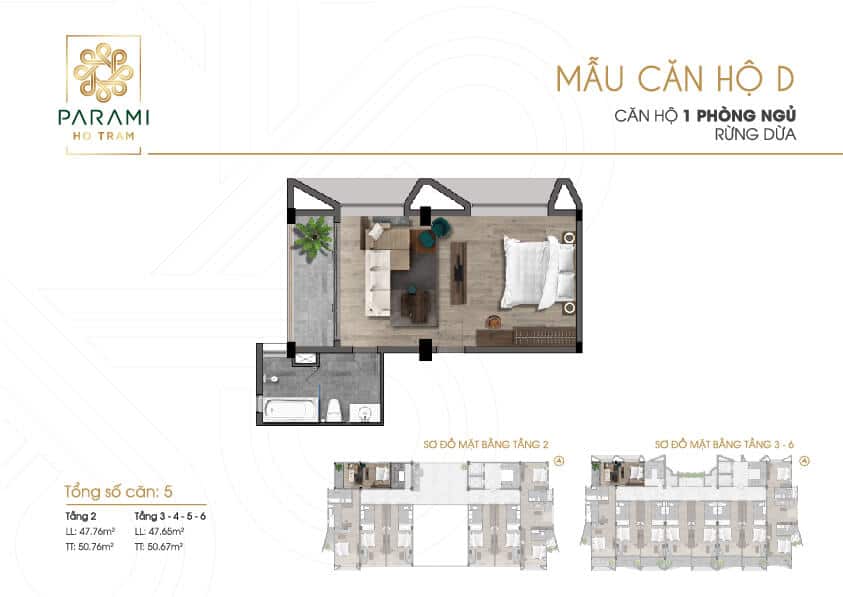 PARAMI
HO TRAM
MẪU CĂN HỘ D
CĂN HỘ 1 PHÒNG NGỦ
RỪNG DỪA
SƠ ĐỒ MẶT BẰNG TẦNG 2
A
SƠ ĐỒ MẶT BẰNG TẦNG 3 - 6
A
Tổng số căn: 5
Tầng 2
LL: 47.76m²
TT: 50.76m²
Tầng 3 - 4 - 5 - 6
LL: 47.65m²
TT: 50.67m²